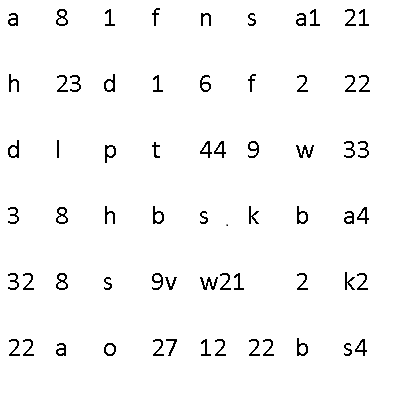 a 8 1 f n s a1 21
h 23 d 1 6 f 2 22
d l p t 44 9 w 33
3 8 h b s . k b a4
32 8 s 9v w21 2 k2
22 a o 27 12 22 b s4